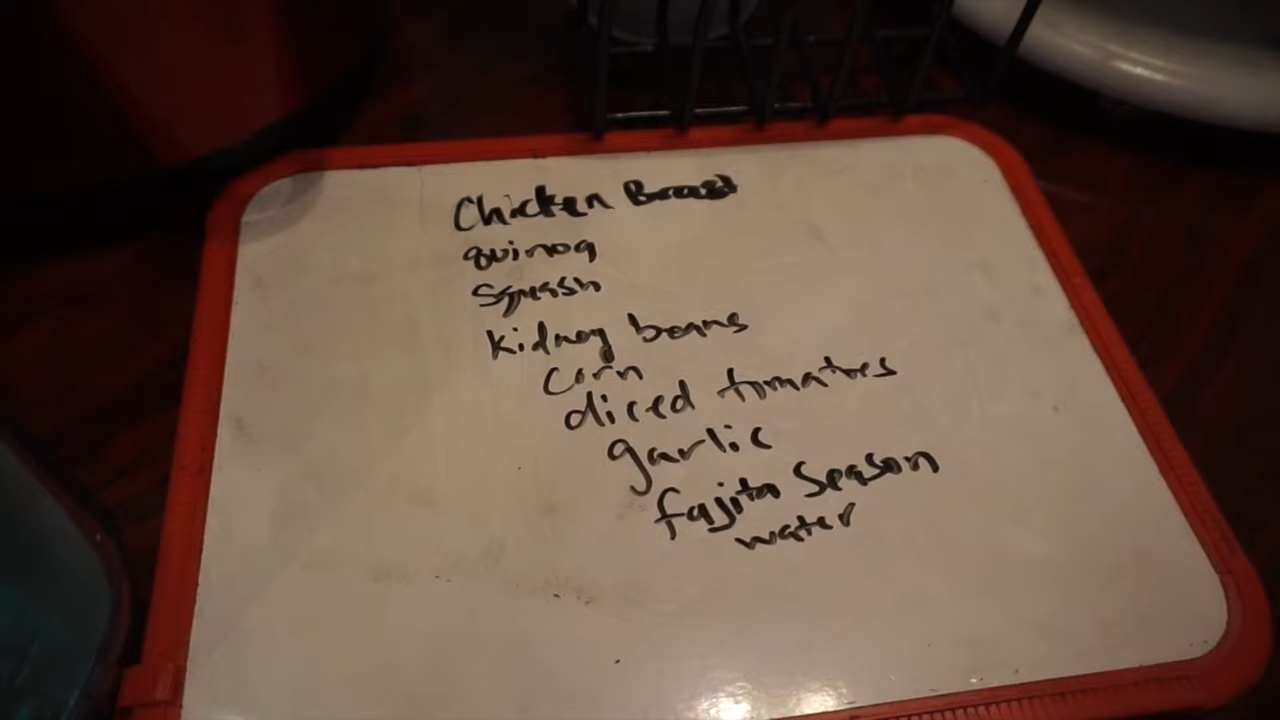 Chicken Breast
quinoa
Squash
kidney beans
corn
diced tomatoes
garlic
fajita Season
water